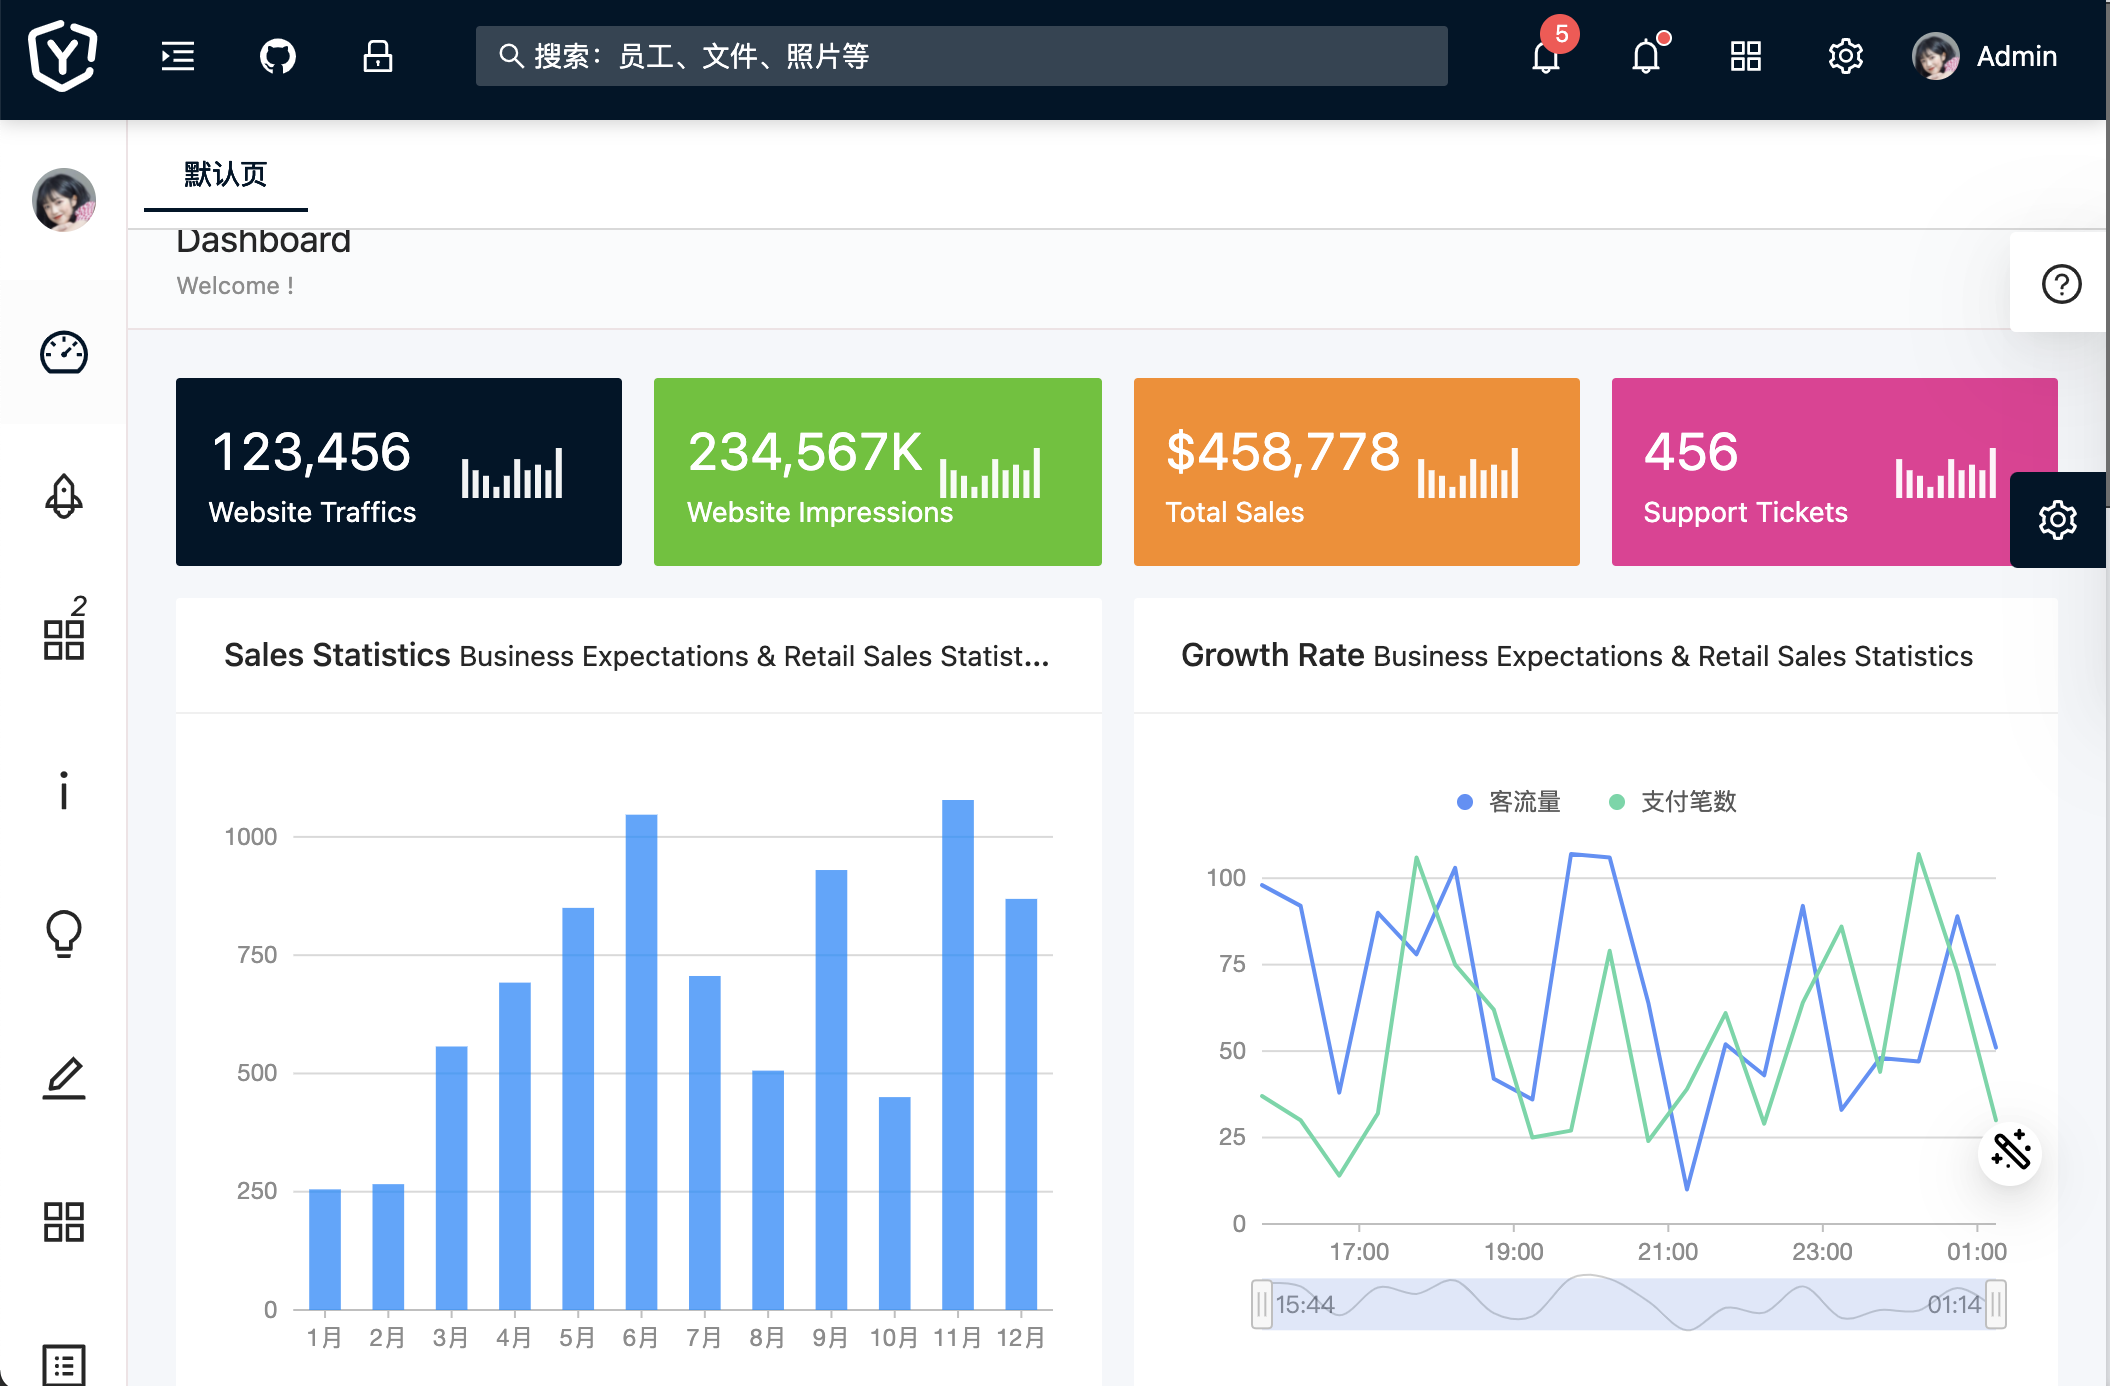 搜索：员工、文件、照片等
5
Admin
默认页
Dashboard
Welcome !
2
123,456
Website Traffics
234,567K
Website Impressions
$458,778
Total Sales
456
Support Tickets
Sales Statistics Business Expectations & Retail Sales Statist...
1000
750
500
250
0
1月 2月 3月 4月 5月 6月 7月 8月 9月 10月 11月 12月
Growth Rate Business Expectations & Retail Sales Statistics
客流量 支付笔数
100
75
50
25
0
17:00 19:00 21:00 23:00 01:00
15:44 01:14